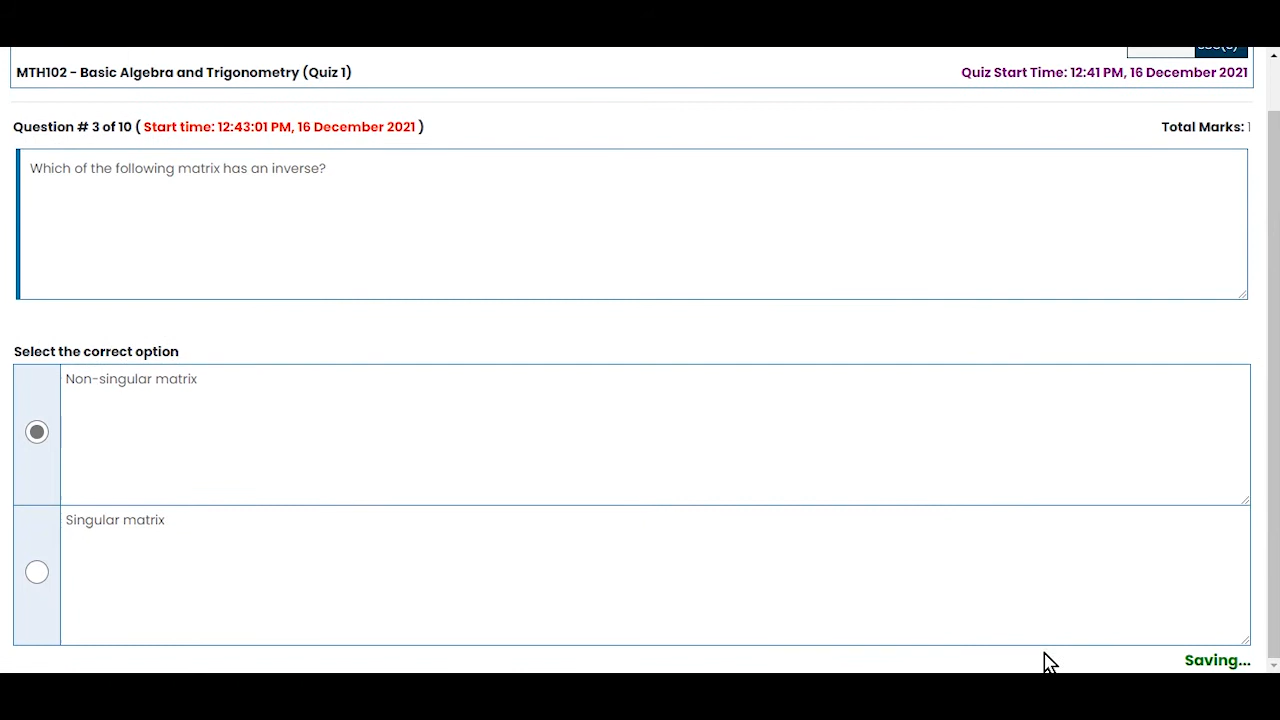 MTH102 - Basic Algebra and Trigonometry (Quiz 1)
Quiz Start Time: 12:41 PM, 16 December 2021
Question # 3 of 10 ( Start time: 12:43:01 PM, 16 December 2021 )
Total Marks: 1
Which of the following matrix has an inverse?
Select the correct option
Non-singular matrix
Singular matrix
Saving...